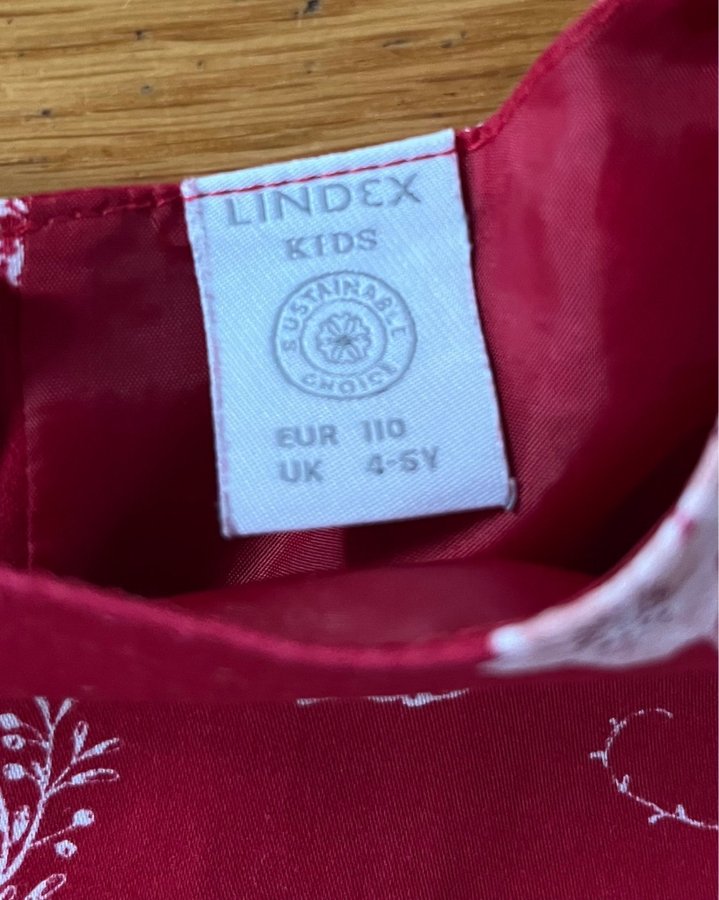 LINDEX
KIDS
SUSTAINABLE
CHOICE
EUR 110
UK 4-5Y